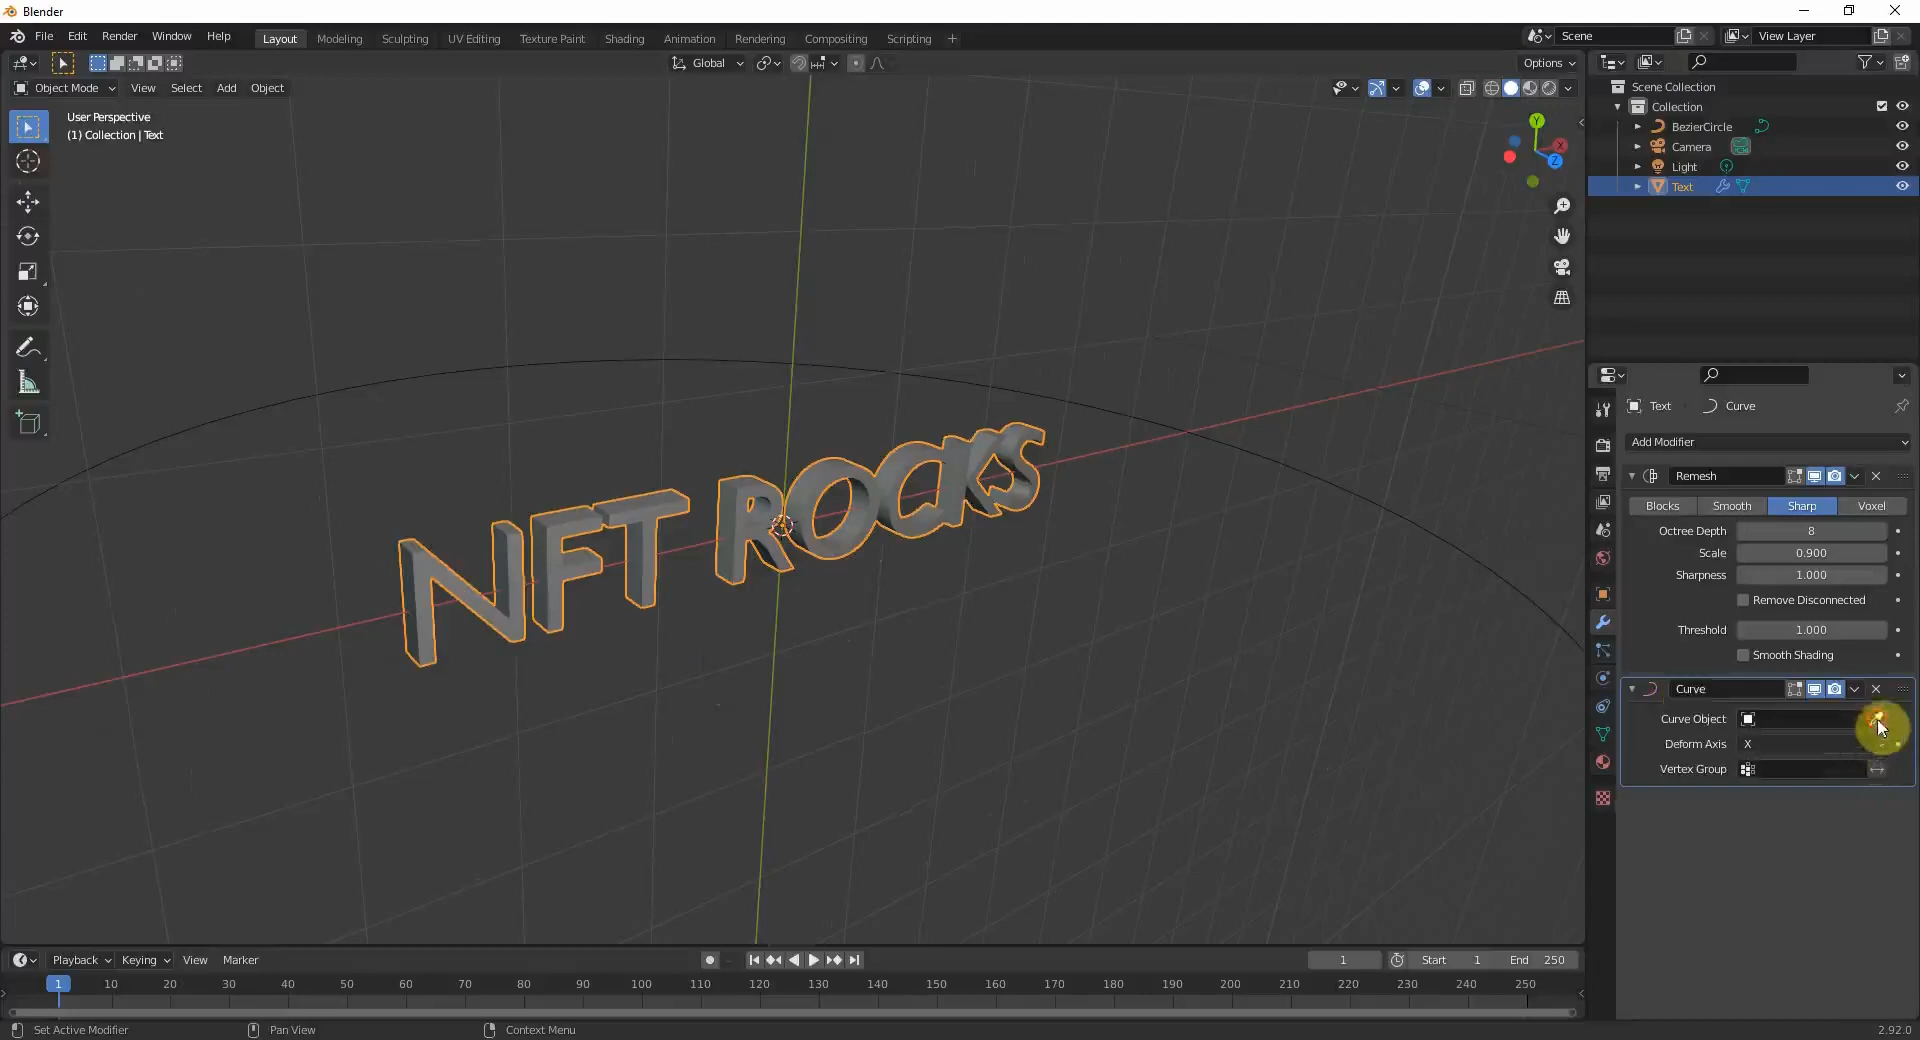 Blender
File Edit Render Window Help
Layout Modeling Sculpting UV Editing Texture Paint Shading Animation Rendering Compositing Scripting +
Scene
View Layer
Global
Options
Object Mode View Select Add Object
User Perspective
(1) Collection | Text
Y
X
Z
NFT ROCKS
Scene Collection
Collection
BezierCircle
Camera
Light
Text
Text Curve
Add Modifier
Remesh
Blocks Smooth Sharp Voxel
Octree Depth 8
Scale 0.900
Sharpness 1.000
Remove Disconnected
Threshold 1.000
Smooth Shading
Curve
Curve Object
Deform Axis X
Vertex Group
Playback Keying View Marker
1 Start 1 End 250
1 10 20 30 40 50 60 70 80 90 100 110 120 130 140 150 160 170 180 190 200 210 220 230 240 250
Set Active Modifier Pan View Context Menu
2.92.0